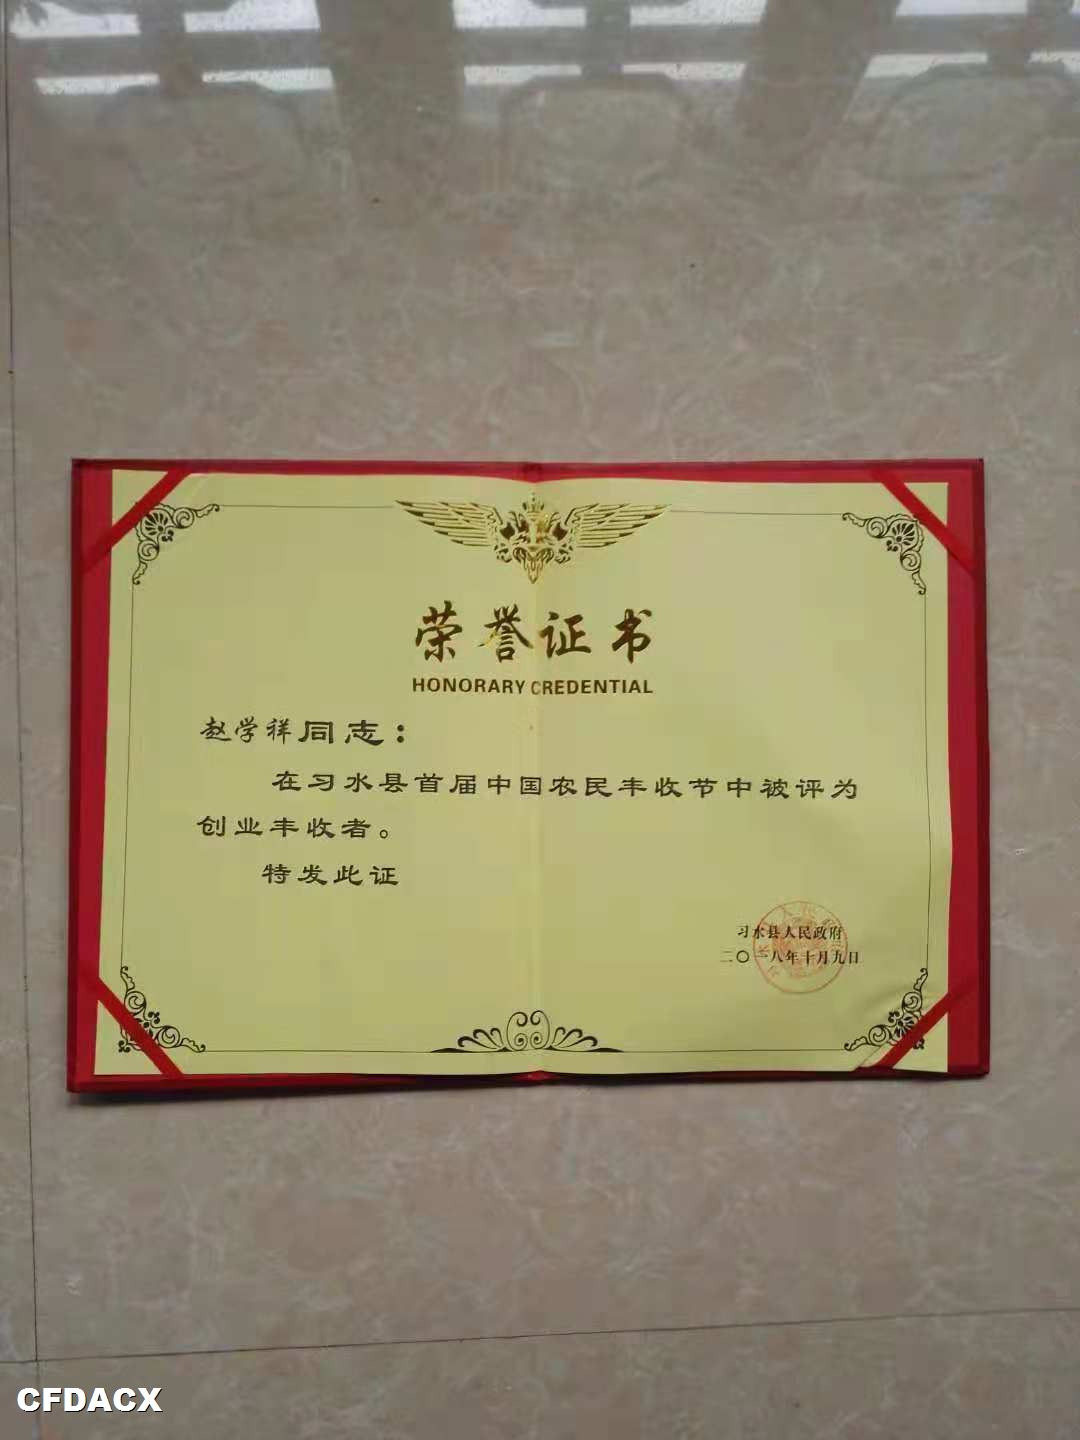 荣誉证书
HONORARY CREDENTIAL
赵学祥同志：
在习水县首届中国农民丰收节中被评为
创业丰收者。
特发此证
习水县人民政府
二〇一八年十月九日
CFDACX